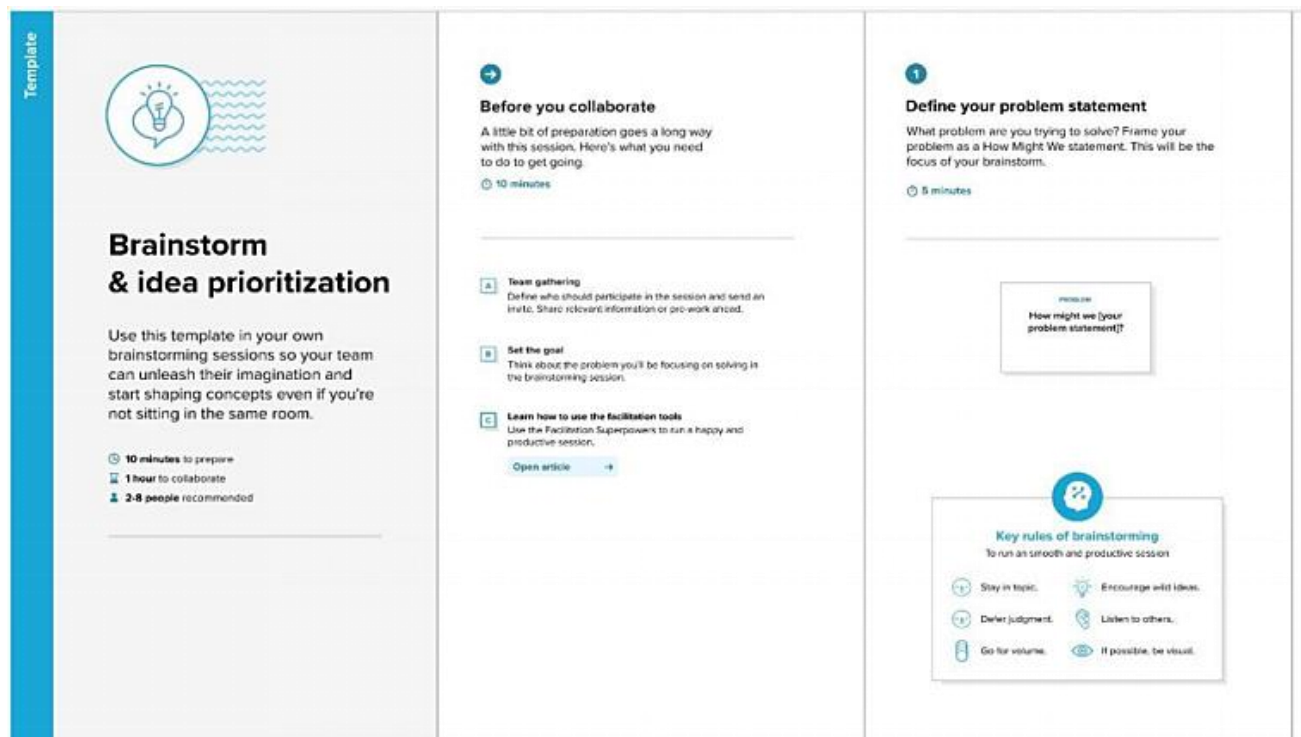 Template
Brainstorm
& idea prioritization
Use this template in your own
brainstorming sessions so your team
can unleash their imagination and
start shaping concepts even if you're
not sitting in the same room.
10 minutes to prepare
1 hour to collaborate
2-8 people recommended
Before you collaborate
A little bit of preparation goes a long way
with this session. Here's what you need
to do to get going.
10 minutes
A
Team gathering
Define who should participate in the session and send an
invite. Share relevant information or pre-work ahead.
B
Set the goal
Think about the problem you'll be focusing on solving in
the brainstorming session.
C
Learn how to use the facilitation tools
Use the Facilitation Superpowers to run a happy and
productive session.
Open article
1
Define your problem statement
What problem are you trying to solve? Frame your
problem as a How Might We statement. This will be the
focus of your brainstorm.
5 minutes
PROBLEM
How might we [your
problem statement]?
Key rules of brainstorming
To run an smooth and productive session
Stay in topic.
Encourage wild ideas.
Defer judgment.
Listen to others.
Go for volume.
If possible, be visual.